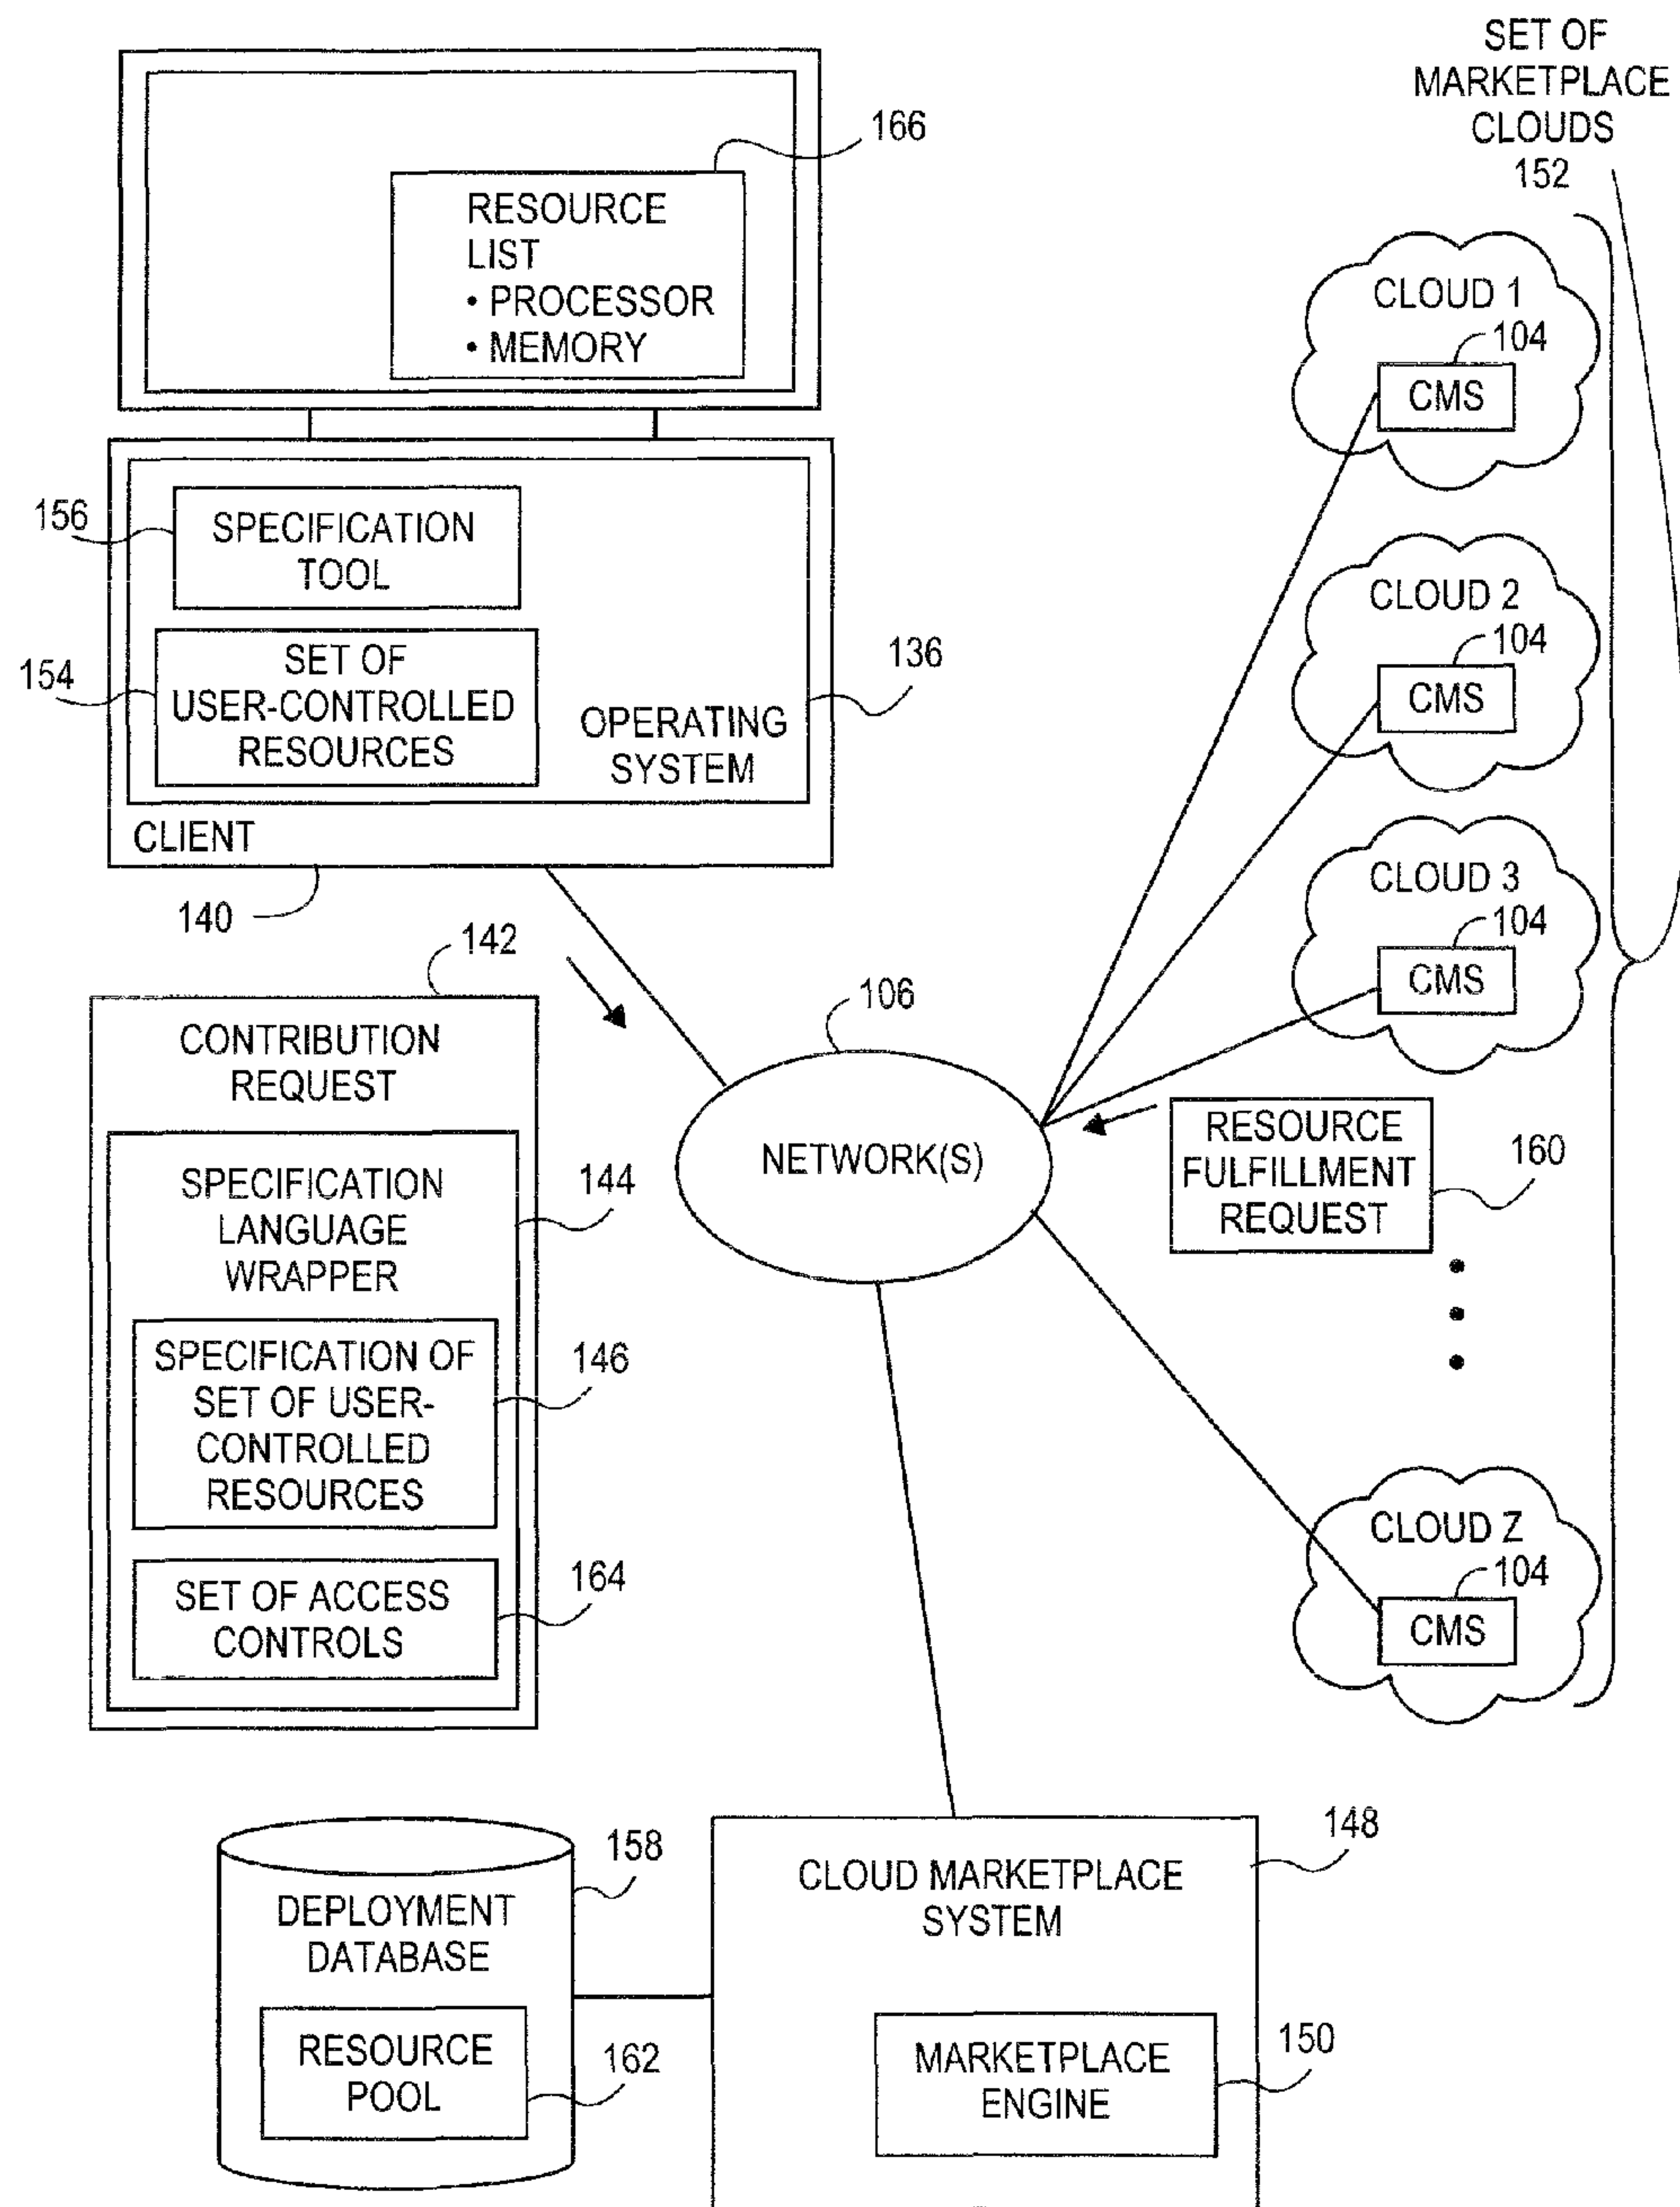 SET OF
MARKETPLACE
CLOUDS
152
166
RESOURCE
LIST
• PROCESSOR
• MEMORY
CLOUD 1
104
CMS
156
SPECIFICATION
TOOL
154
SET OF
USER-CONTROLLED
RESOURCES
OPERATING
SYSTEM
136
CLIENT
140
CLOUD 2
104
CMS
CLOUD 3
104
CMS
142
CONTRIBUTION
REQUEST
SPECIFICATION
LANGUAGE
WRAPPER
144
SPECIFICATION OF
SET OF USER-
CONTROLLED
RESOURCES
146
SET OF ACCESS
CONTROLS
164
106
NETWORK(S)
RESOURCE
FULFILLMENT
REQUEST
160
CLOUD Z
104
CMS
158
DEPLOYMENT
DATABASE
RESOURCE
POOL
162
148
CLOUD MARKETPLACE
SYSTEM
MARKETPLACE
ENGINE
150